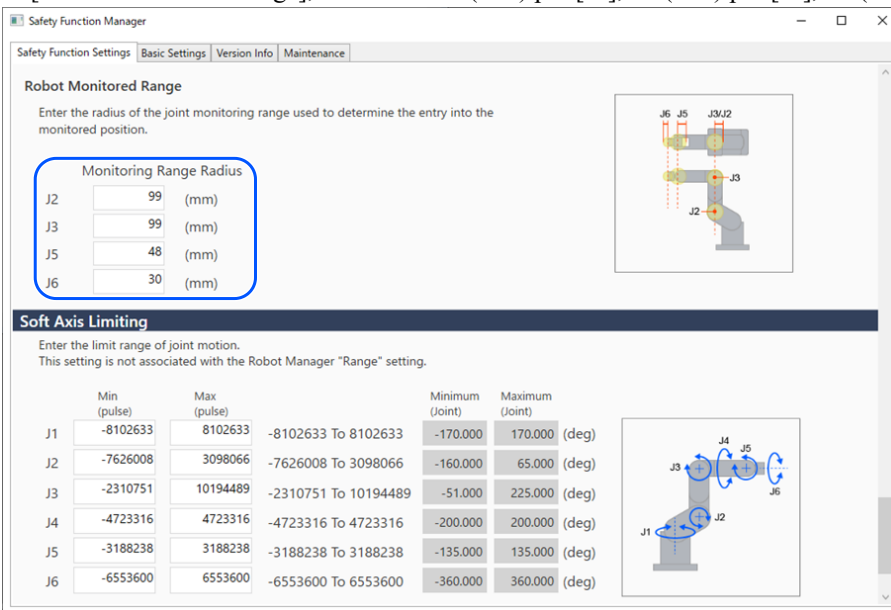 Safety Function Manager
Safety Function Settings Basic Settings Version Info Maintenance
Robot Monitored Range
Enter the radius of the joint monitoring range used to determine the entry into the
monitored position.
Monitoring Range Radius
J2 99 (mm)
J3 99 (mm)
J5 48 (mm)
J6 30 (mm)
J6 J5 J3/J2
J3
J2
Soft Axis Limiting
Enter the limit range of joint motion.
This setting is not associated with the Robot Manager "Range" setting.
Min Max Minimum Maximum
(pulse) (pulse) (Joint) (Joint)
J1 -8102633 8102633 -8102633 To 8102633 -170.000 170.000 (deg)
J2 -7626008 3098066 -7626008 To 3098066 -160.000 65.000 (deg)
J3 -2310751 10194489 -2310751 To 10194489 -51.000 225.000 (deg)
J4 -4723316 4723316 -4723316 To 4723316 -200.000 200.000 (deg)
J5 -3188238 3188238 -3188238 To 3188238 -135.000 135.000 (deg)
J6 -6553600 6553600 -6553600 To 6553600 -360.000 360.000 (deg)
J4
J5
J3
J6
J2
J1